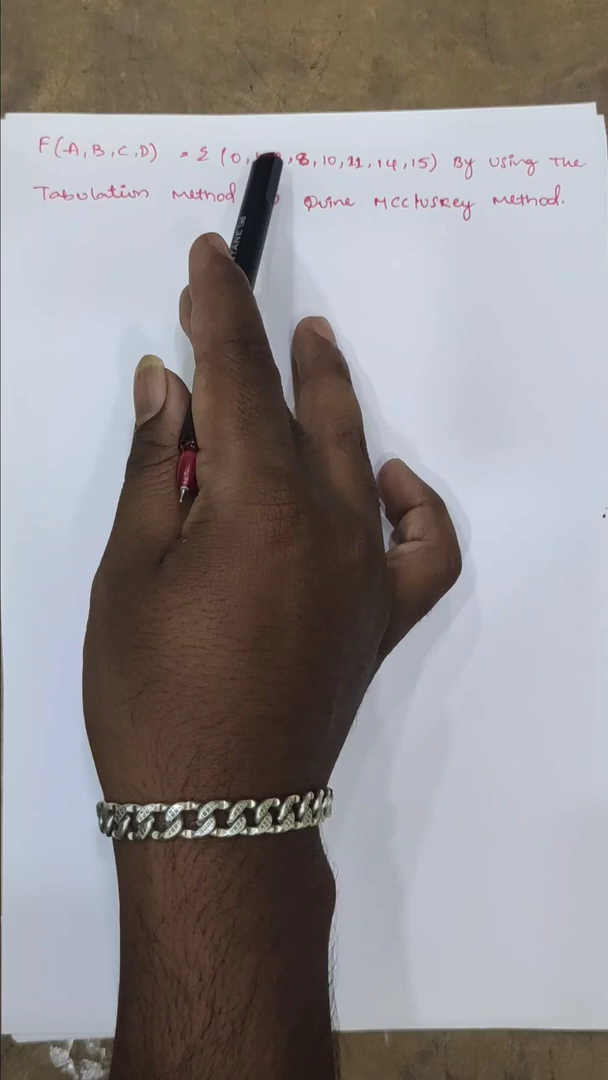 F(A,B,C,D) = Σ (0, ,8,10,11,14,15) By using The
Tabulation method Quine MCCluskey method.